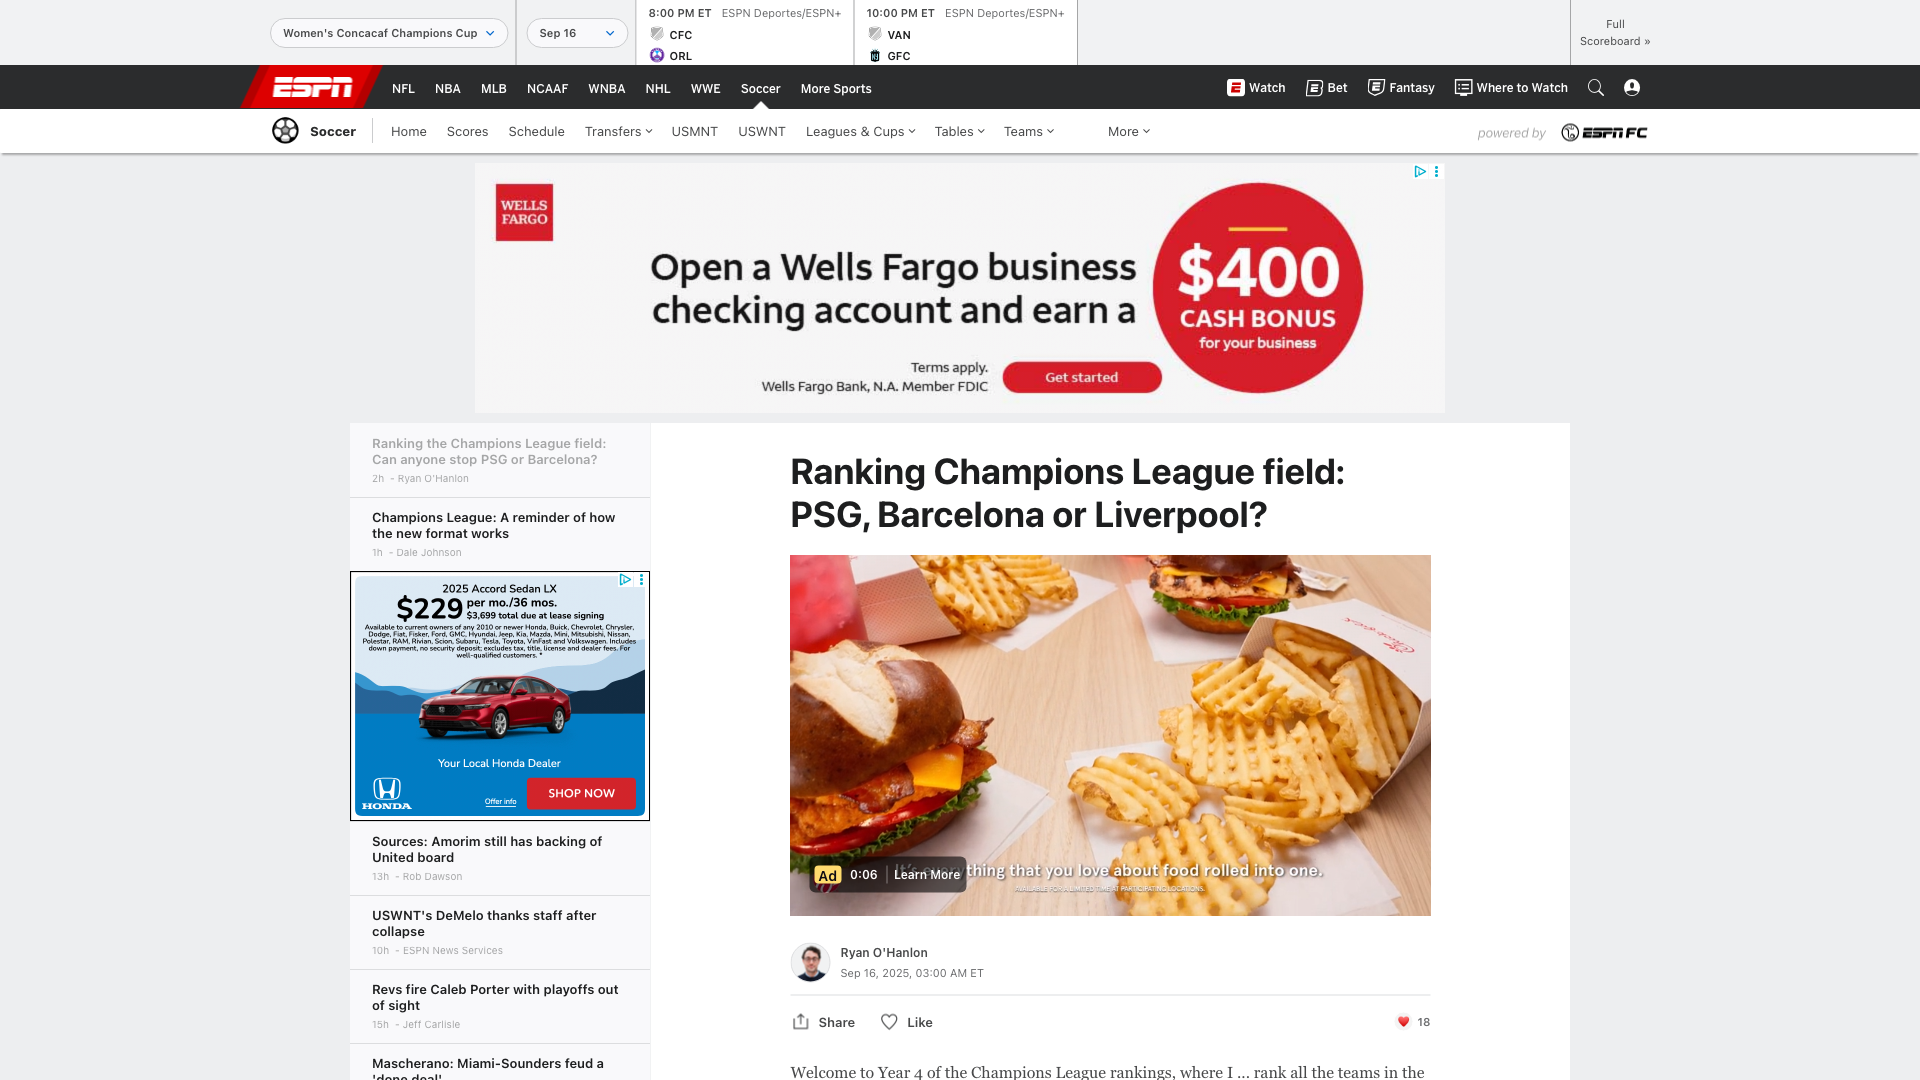 Women's Concacaf Champions Cup
Sep 16
8:00 PM ET ESPN Deportes/ESPN+
CFC
ORL
10:00 PM ET ESPN Deportes/ESPN+
VAN
GFC
Full
Scoreboard »
ESPN
NFL NBA MLB NCAAF WNBA NHL WWE Soccer More Sports
Watch Bet Fantasy Where to Watch
Soccer
Home Scores Schedule Transfers USMNT USWNT Leagues & Cups Tables Teams More
powered by ESPN FC
WELLS
FARGO
Open a Wells Fargo business
checking account and earn a
$400
CASH BONUS
for your business
Terms apply.
Wells Fargo Bank, N.A. Member FDIC
Get started
Ranking the Champions League field:
Can anyone stop PSG or Barcelona?
2h - Ryan O'Hanlon
Champions League: A reminder of how
the new format works
1h - Dale Johnson
2025 Accord Sedan LX
$229 per mo./36 mos.
$3,699 total due at lease signing
Available to current owners of any 2010 or newer Honda, Buick, Chevrolet, Chrysler,
Dodge, Fiat, Fisker, Ford, GMC, Hyundai, Jeep, Kia, Mazda, Mini, Mitsubishi, Nissan,
Polestar, RAM, Rivian, Scion, Subaru, Tesla, Toyota, VinFast and Volkswagen. Includes
down payment, no security deposit; excludes tax, title, license and dealer fees. For
well-qualified customers. *
Your Local Honda Dealer
HONDA
Offer info
SHOP NOW
Sources: Amorim still has backing of
United board
13h - Rob Dawson
USWNT's DeMelo thanks staff after
collapse
10h - ESPN News Services
Revs fire Caleb Porter with playoffs out
of sight
15h - Jeff Carlisle
Mascherano: Miami-Sounders feud a
'done deal'
Ranking Champions League field:
PSG, Barcelona or Liverpool?
It's everything that you love about food rolled into one.
AVAILABLE FOR A LIMITED TIME AT PARTICIPATING LOCATIONS.
Ad 0:06 Learn More
Ryan O'Hanlon
Sep 16, 2025, 03:00 AM ET
Share Like
18
Welcome to Year 4 of the Champions League rankings, where I ... rank all the teams in the